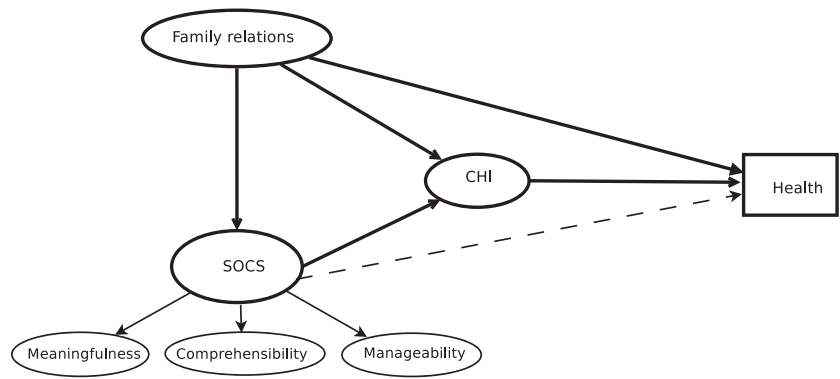 Family relations
CHI
Health
SOCS
Meaningfulness
Comprehensibility
Manageability